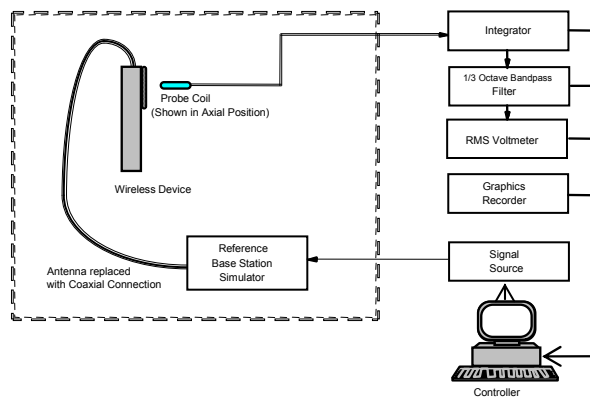 Integrator
1/3 Octave Bandpass
Filter
RMS Voltmeter
Graphics
Recorder
Signal
Source
Controller
Probe Coil
(Shown in Axial Position)
Wireless Device
Reference
Base Station
Simulator
Antenna replaced
with Coaxial Connection